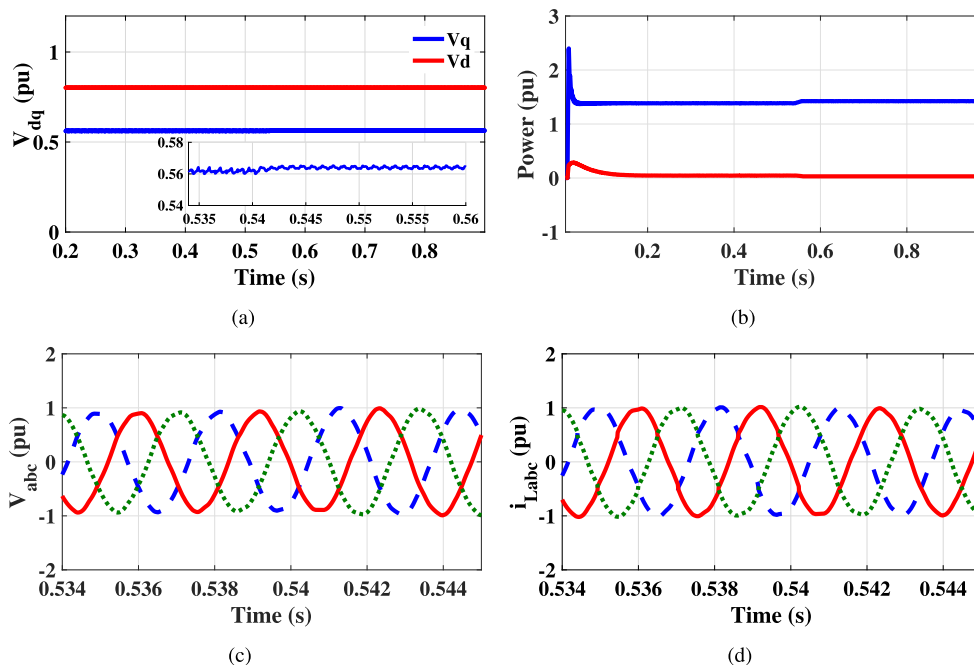 1
0.5
0
V_dq (pu)
Vq
Vd
0.58
0.56
0.54
0.535 0.54 0.545 0.55 0.555 0.56
0.2 0.3 0.4 0.5 0.6 0.7 0.8
Time (s)
(a)
3
2
1
0
-1
Power (pu)
0.2 0.4 0.6 0.8
Time (s)
(b)
2
1
0
-1
-2
V_abc (pu)
0.534 0.536 0.538 0.54 0.542 0.544
Time (s)
(c)
2
1
0
-1
-2
i_Labc (pu)
0.534 0.536 0.538 0.54 0.542 0.544
Time (s)
(d)